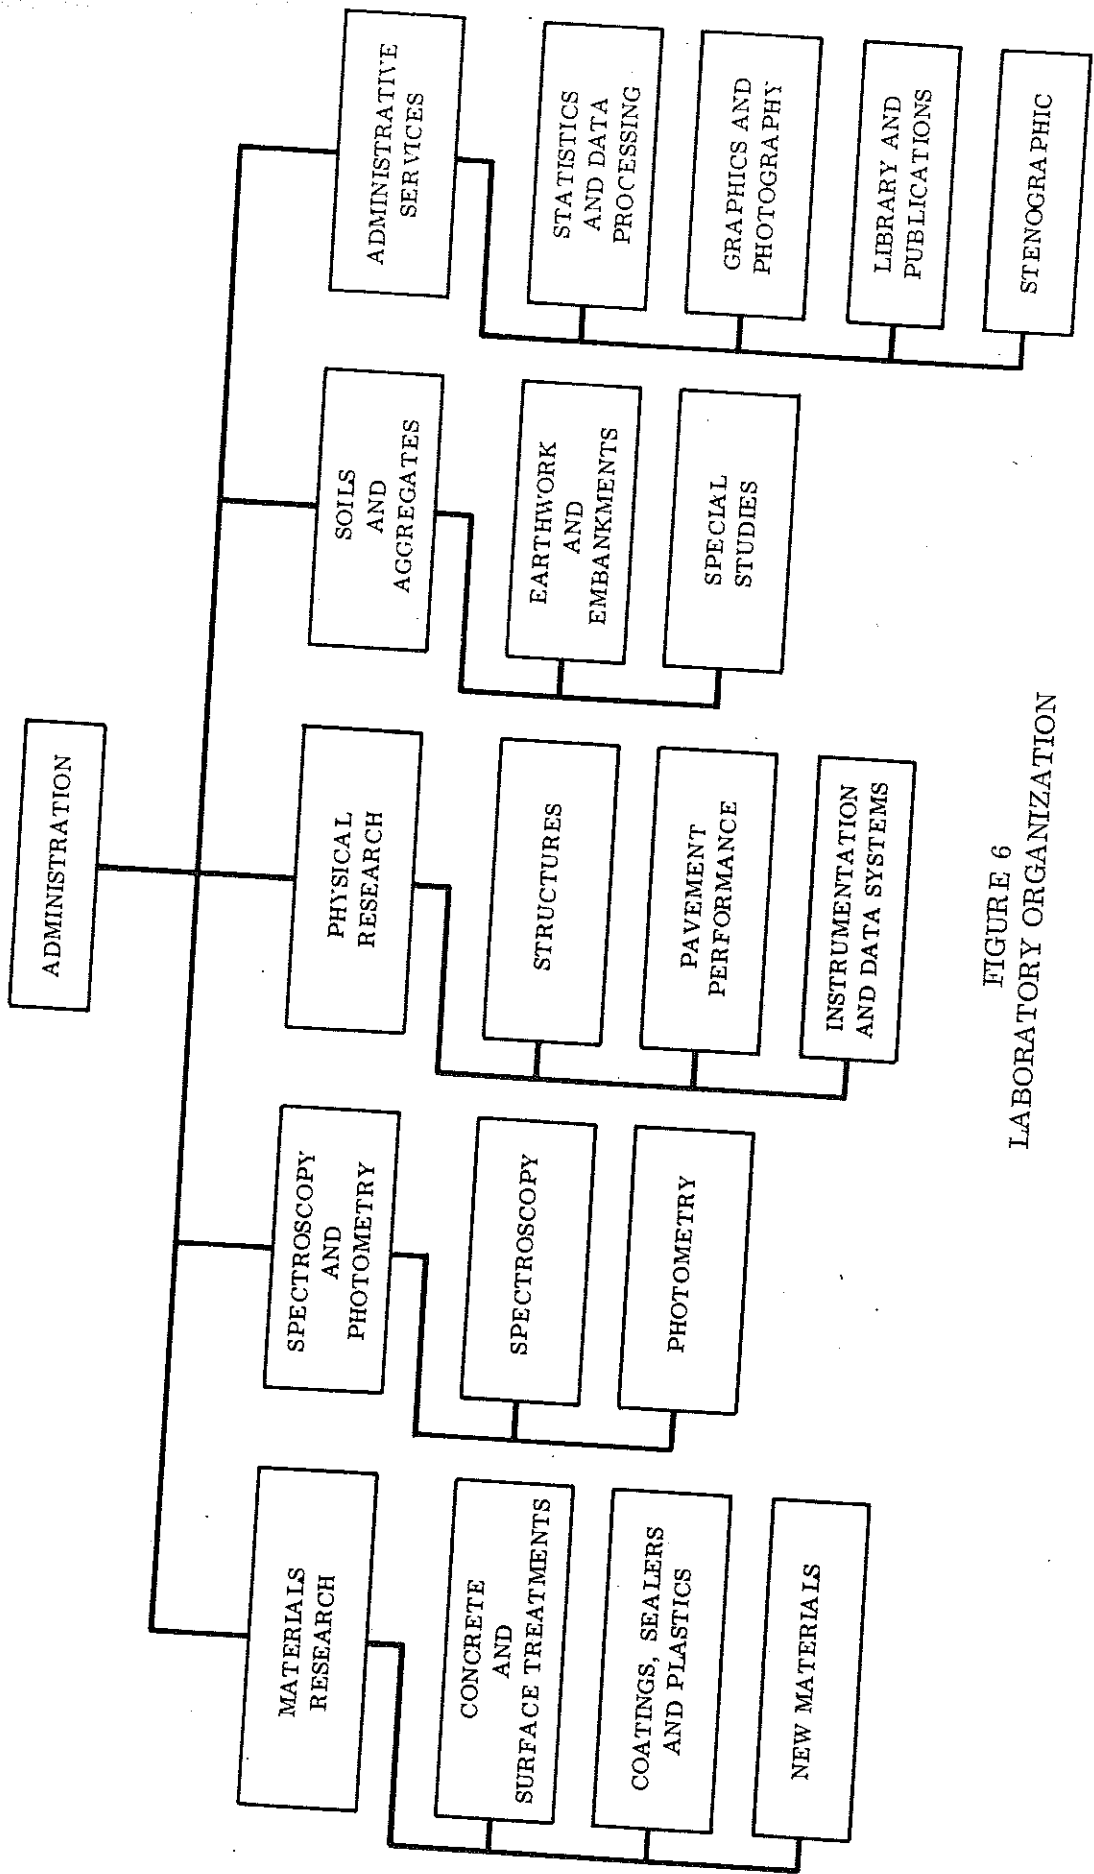 ADMINISTRATION
MATERIALS
RESEARCH
SPECTROSCOPY
AND
PHOTOMETRY
PHYSICAL
RESEARCH
SOILS
AND
AGGREGATES
ADMINISTRATIVE
SERVICES
CONCRETE
AND
SURFACE TREATMENTS
COATINGS, SEALERS
AND PLASTICS
NEW MATERIALS
SPECTROSCOPY
PHOTOMETRY
STRUCTURES
PAVEMENT
PERFORMANCE
INSTRUMENTATION
AND DATA SYSTEMS
EARTHWORK
AND
EMBANKMENTS
SPECIAL
STUDIES
STATISTICS
AND DATA
PROCESSING
GRAPHICS AND
PHOTOGRAPHY
LIBRARY AND
PUBLICATIONS
STENOGRAPHIC
FIGURE 6
LABORATORY ORGANIZATION